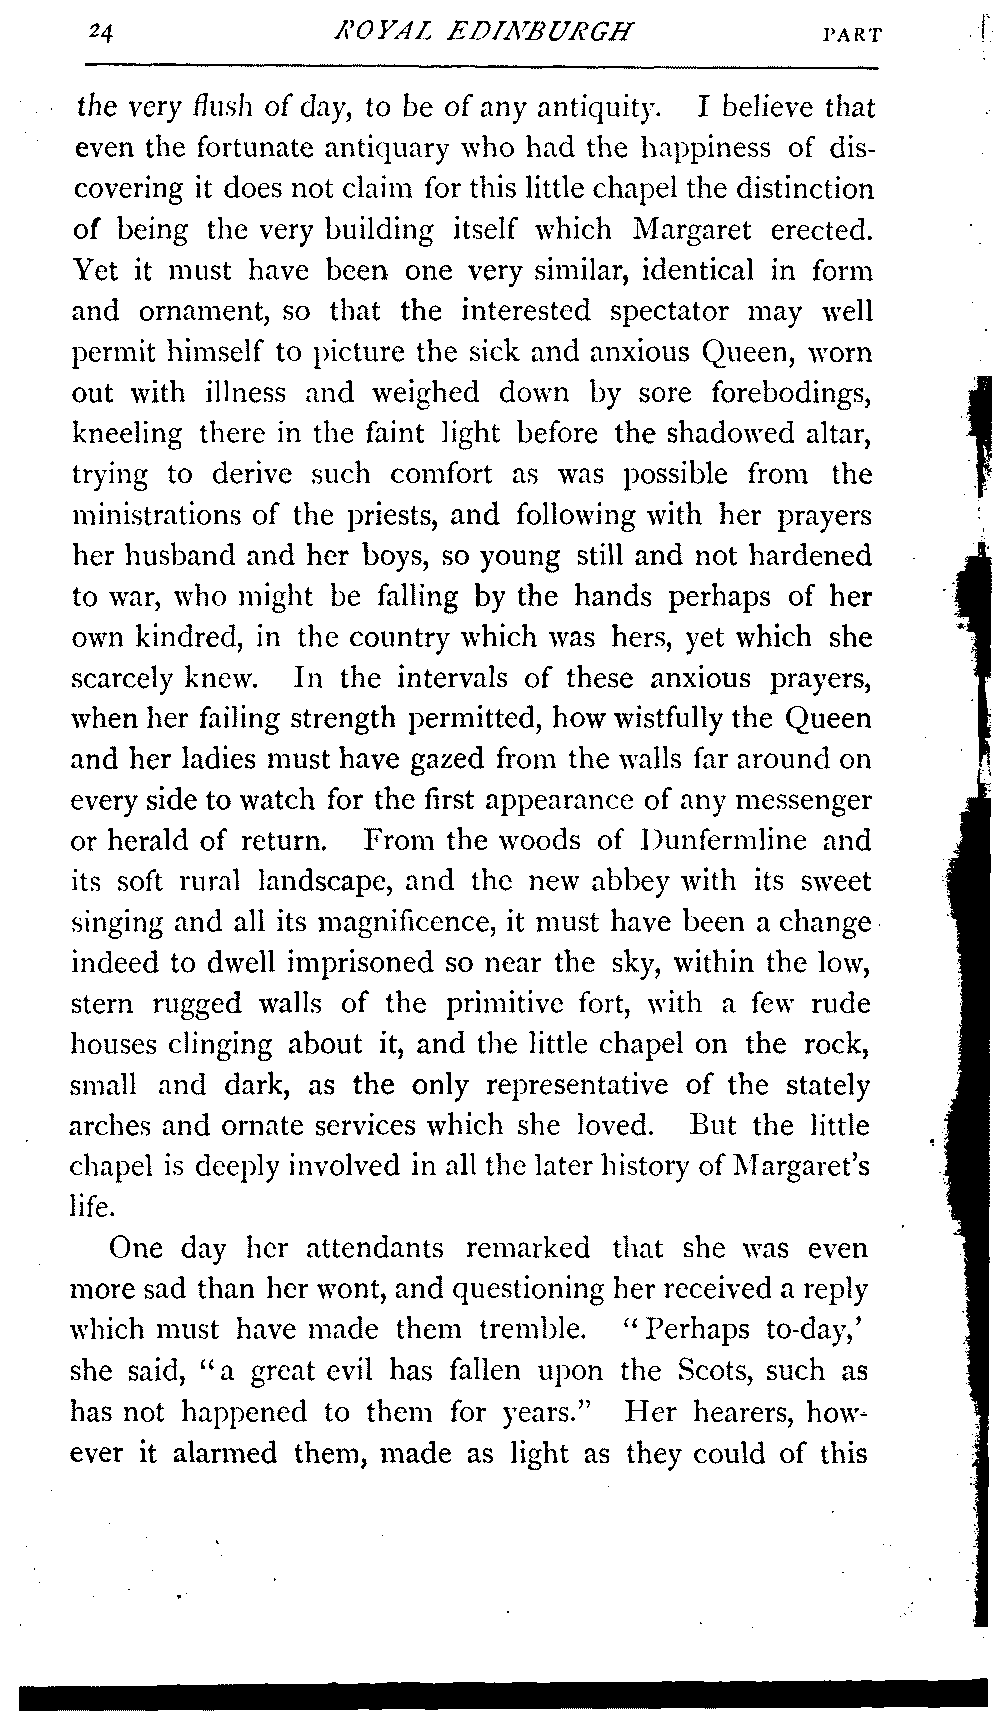 24 ROYAL EDINBURGH PART
the very flush of day, to be of any antiquity. I believe that
even the fortunate antiquary who had the happiness of dis-
covering it does not claim for this little chapel the distinction
of being the very building itself which Margaret erected.
Yet it must have been one very similar, identical in form
and ornament, so that the interested spectator may well
permit himself to picture the sick and anxious Queen, worn
out with illness and weighed down by sore forebodings,
kneeling there in the faint light before the shadowed altar,
trying to derive such comfort as was possible from the
ministrations of the priests, and following with her prayers
her husband and her boys, so young still and not hardened
to war, who might be falling by the hands perhaps of her
own kindred, in the country which was hers, yet which she
scarcely knew. In the intervals of these anxious prayers,
when her failing strength permitted, how wistfully the Queen
and her ladies must have gazed from the walls far around on
every side to watch for the first appearance of any messenger
or herald of return. From the woods of Dunfermline and
its soft rural landscape, and the new abbey with its sweet
singing and all its magnificence, it must have been a change
indeed to dwell imprisoned so near the sky, within the low,
stern rugged walls of the primitive fort, with a few rude
houses clinging about it, and the little chapel on the rock,
small and dark, as the only representative of the stately
arches and ornate services which she loved. But the little
chapel is deeply involved in all the later history of Margaret's
life.
One day her attendants remarked that she was even
more sad than her wont, and questioning her received a reply
which must have made them tremble. “Perhaps to-day,’
she said, “a great evil has fallen upon the Scots, such as
has not happened to them for years.” Her hearers, how-
ever it alarmed them, made as light as they could of this